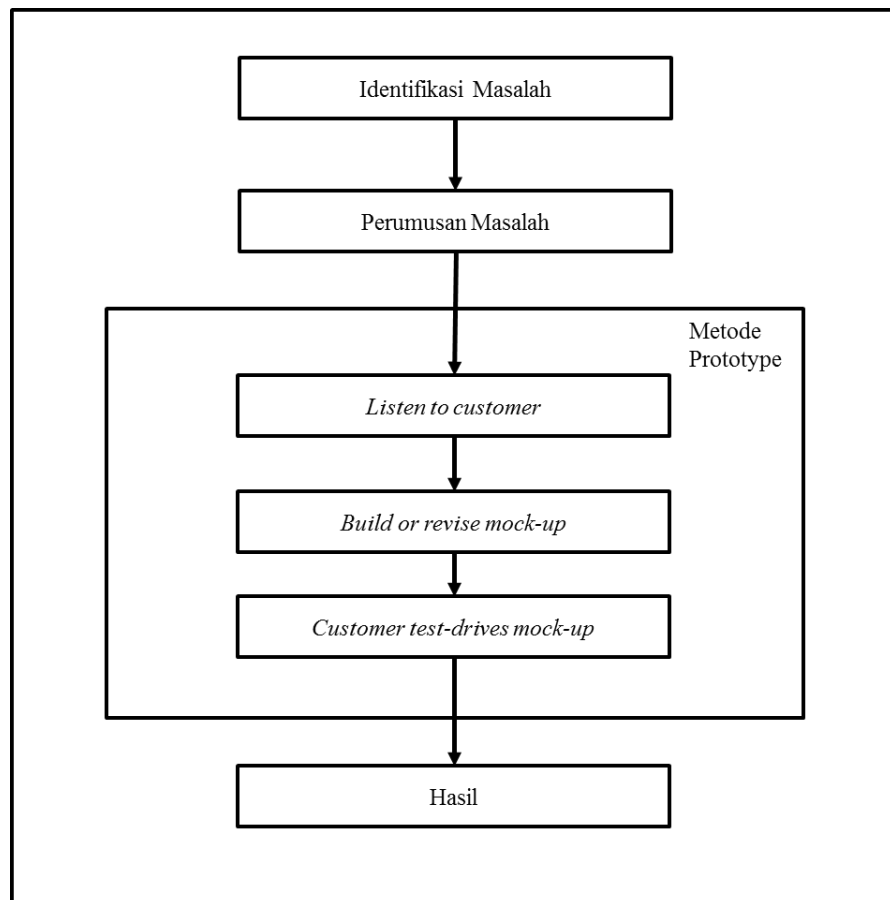 Identifikasi Masalah
Perumusan Masalah
Metode
Prototype
Listen to customer
Build or revise mock-up
Customer test-drives mock-up
Hasil